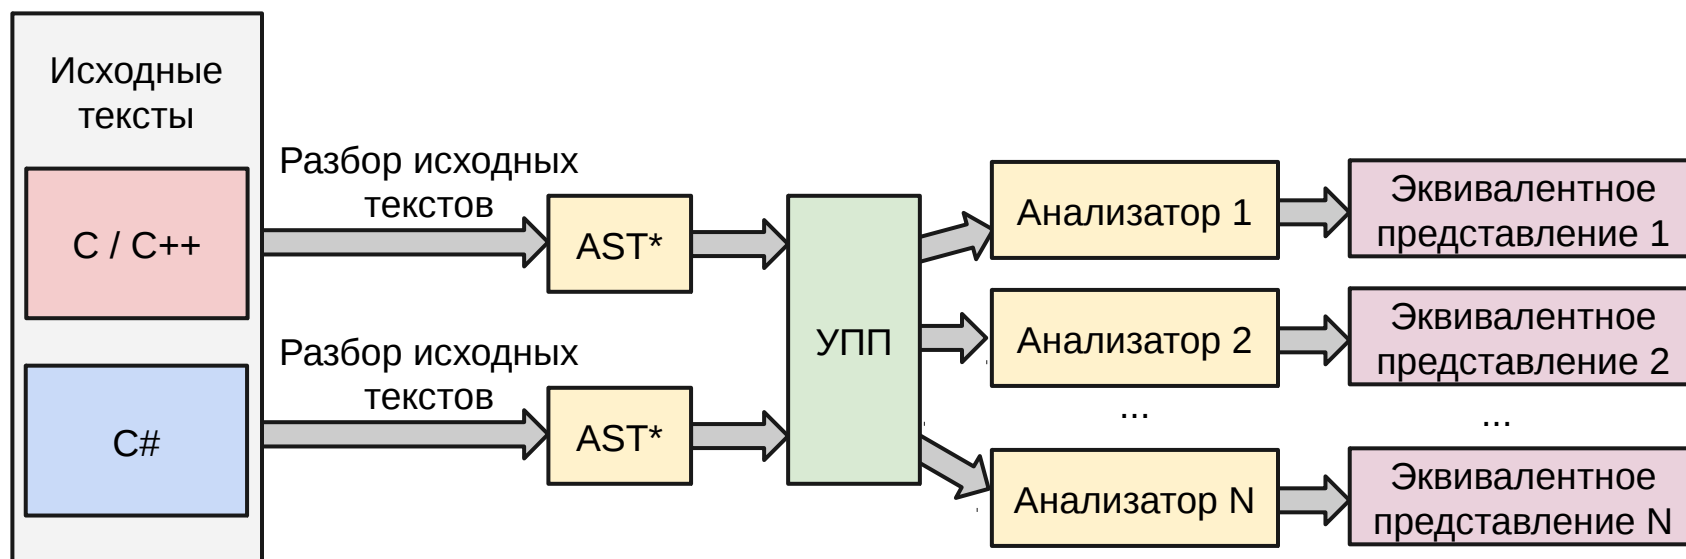 Исходные
тексты
C / C++
C#
Разбор исходных
текстов
Разбор исходных
текстов
AST*
AST*
УПП
Анализатор 1
Анализатор 2
...
Анализатор N
Эквивалентное
представление 1
Эквивалентное
представление 2
...
Эквивалентное
представление N